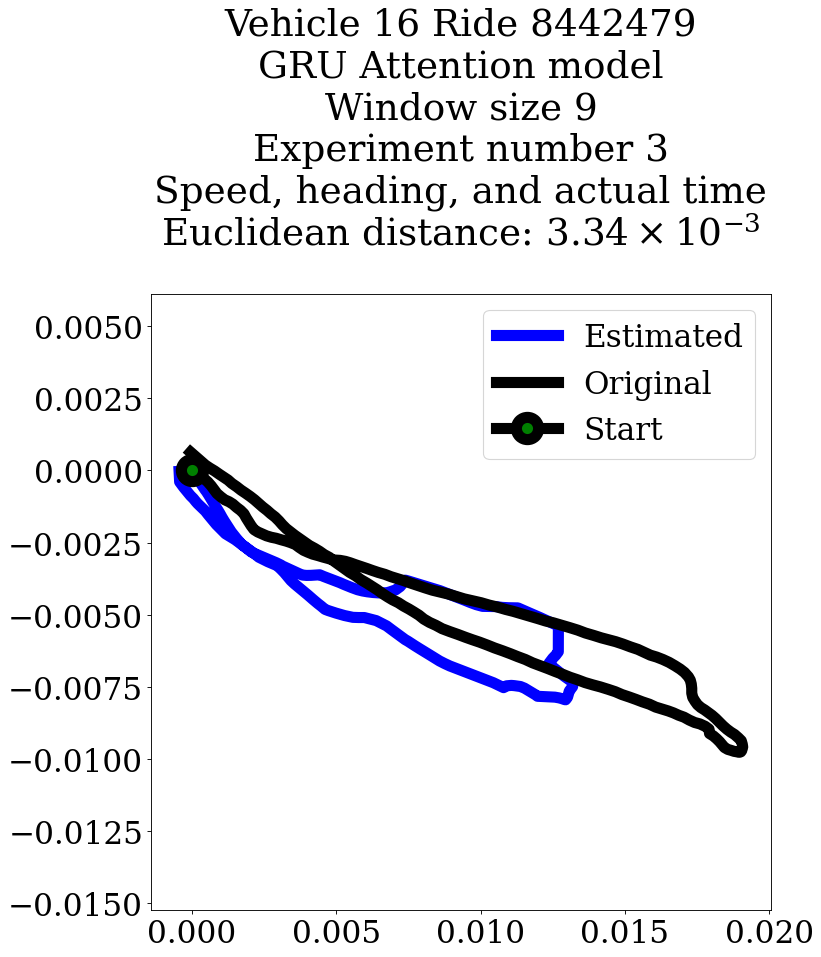 Vehicle 16 Ride 8442479
GRU Attention model
Window size 9
Experiment number 3
Speed, heading, and actual time
Euclidean distance: 3.34 × 10⁻³
Estimated
Original
Start
0.0050
0.0025
0.0000
−0.0025
−0.0050
−0.0075
−0.0100
−0.0125
−0.0150
0.000 0.005 0.010 0.015 0.020